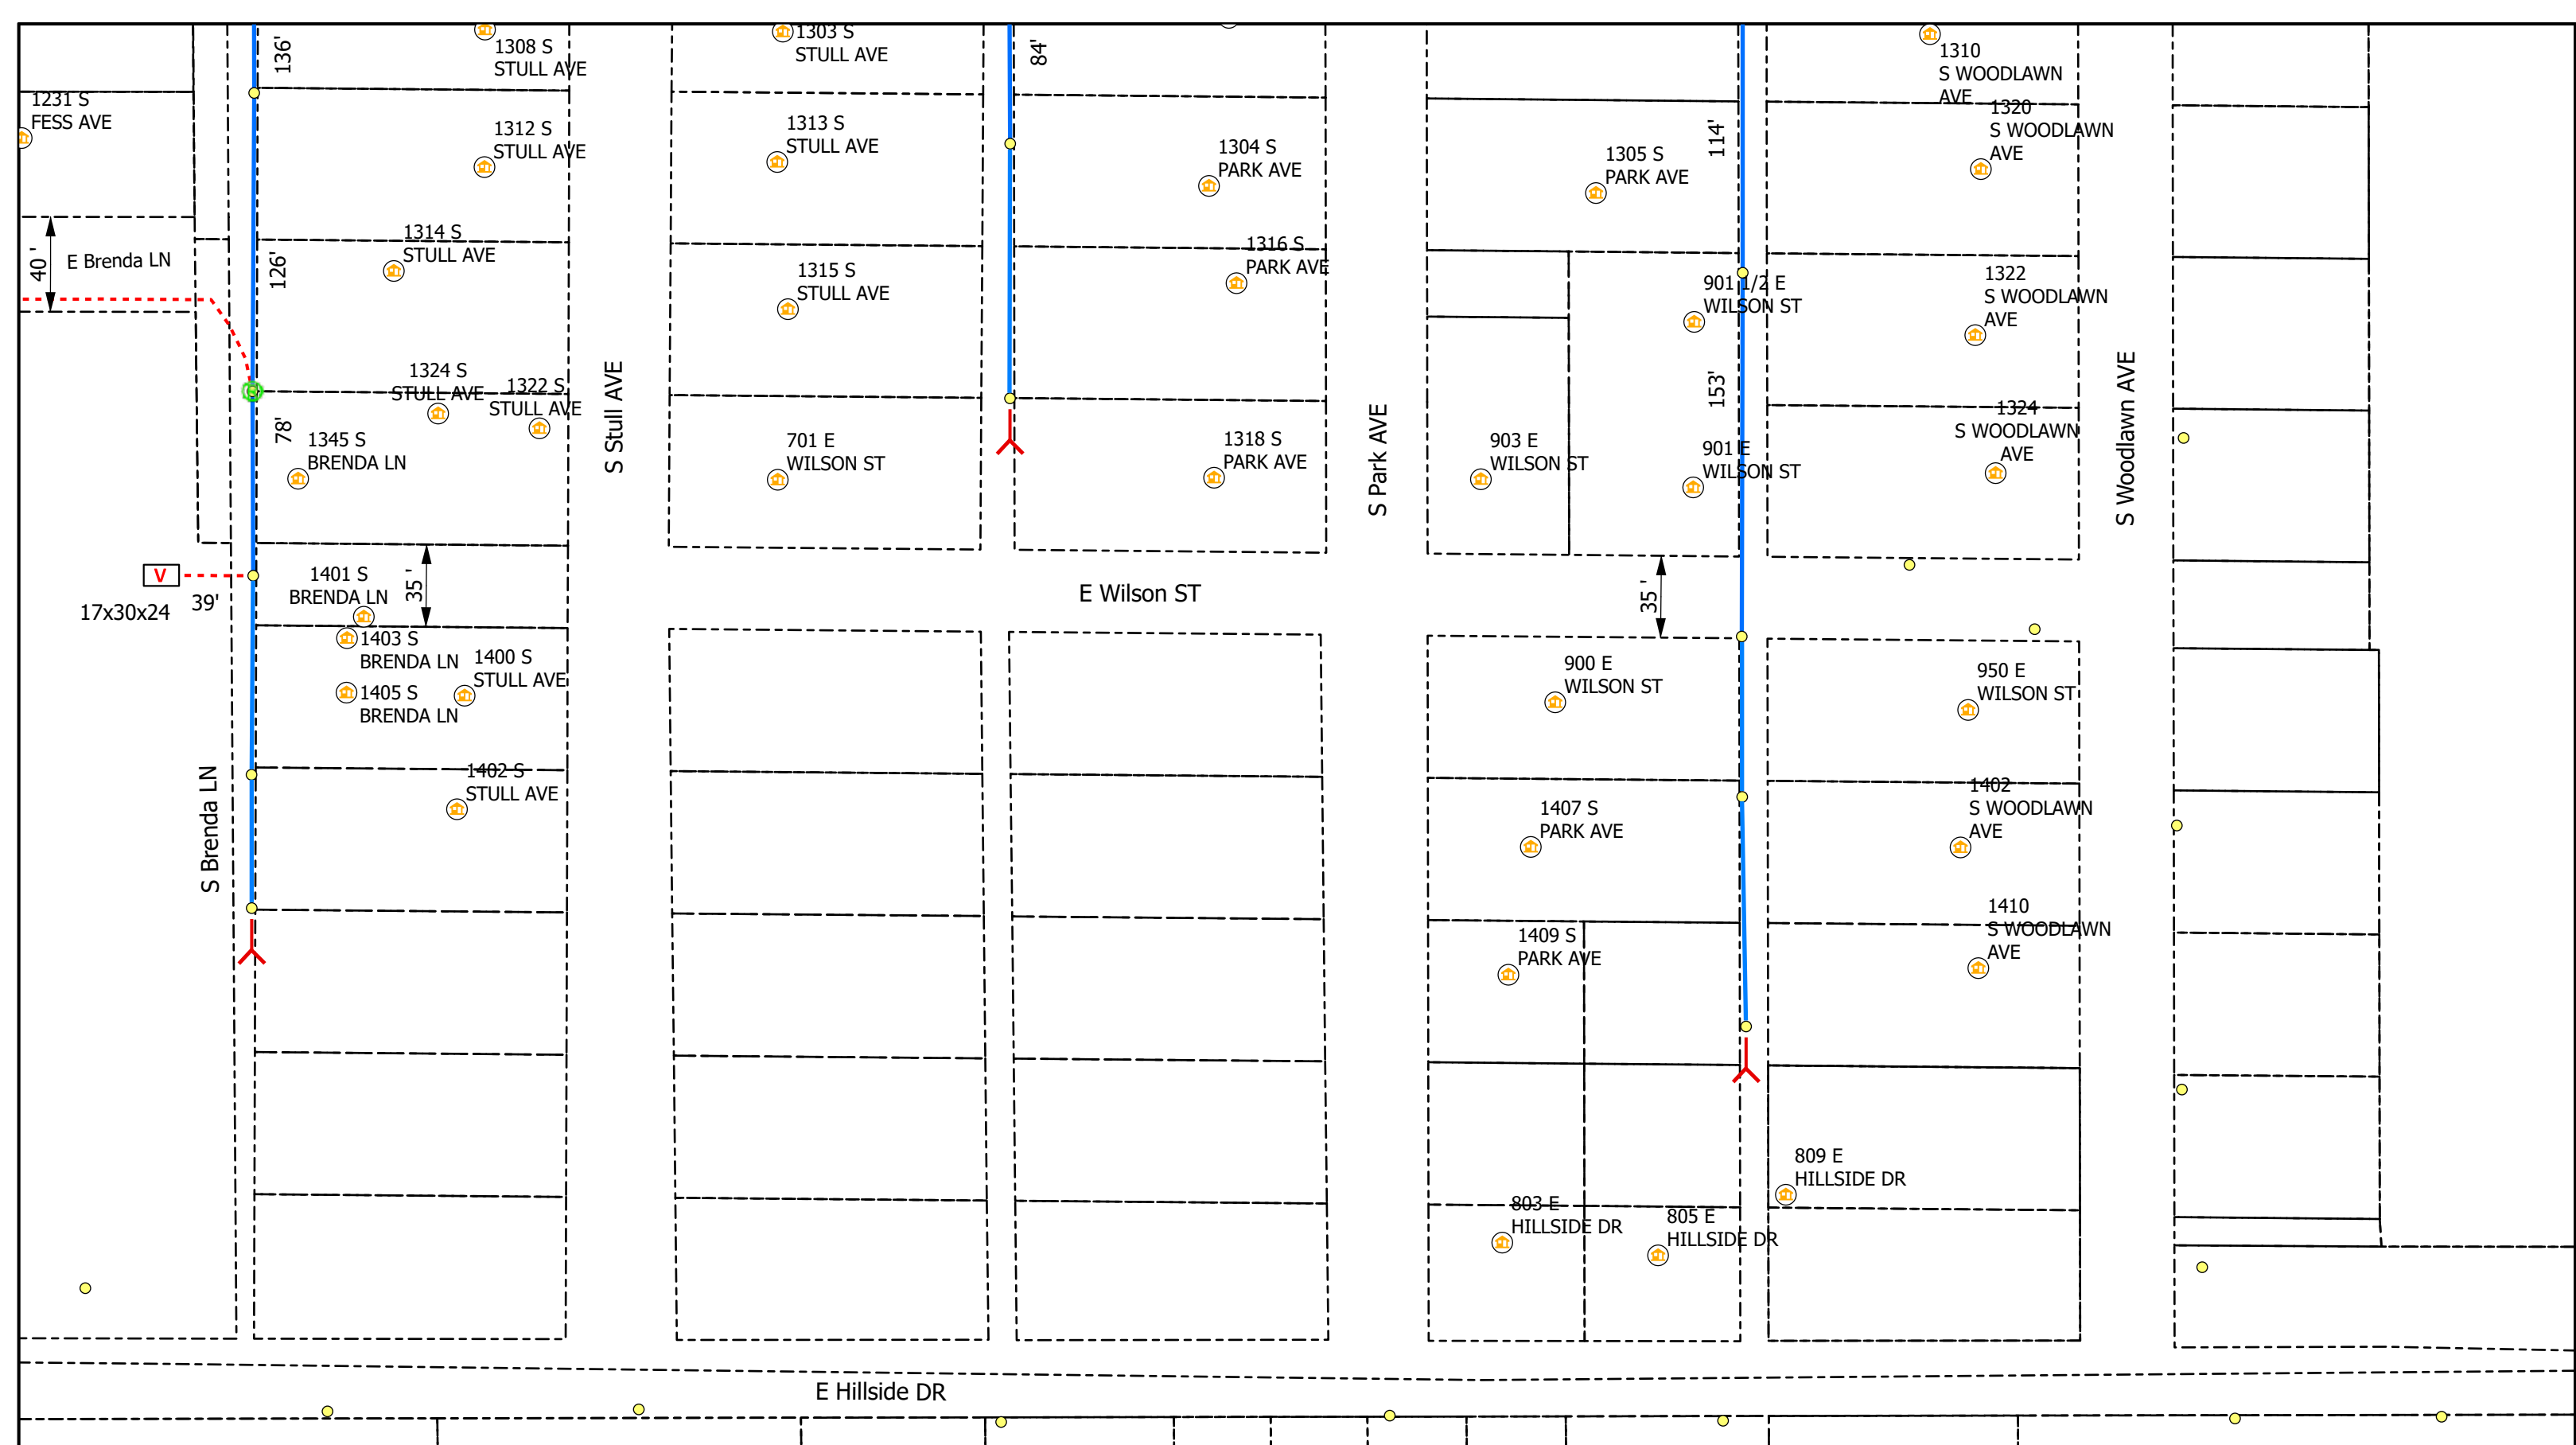 136'
1308 S
STULL AVE
1303 S
STULL AVE
84'
1310
S WOODLAWN
AVE
1231 S
FESS AVE
1312 S
STULL AVE
1313 S
STULL AVE
1304 S
PARK AVE
1305 S
PARK AVE
114'
1320
S WOODLAWN
AVE
40 '
E Brenda LN
126'
1314 S
STULL AVE
1315 S
STULL AVE
1316 S
PARK AVE
901 1/2 E
WILSON ST
1322
S WOODLAWN
AVE
78'
1324 S
STULL AVE
1322 S
STULL AVE
S Stull AVE
S Park AVE
153'
1324
S WOODLAWN
AVE
S Woodlawn AVE
1345 S
BRENDA LN
701 E
WILSON ST
1318 S
PARK AVE
903 E
WILSON ST
901 E
WILSON ST
V
17x30x24
39'
1401 S
BRENDA LN
35 '
E Wilson ST
35 '
1403 S
BRENDA LN
1400 S
STULL AVE
1405 S
BRENDA LN
900 E
WILSON ST
950 E
WILSON ST
S Brenda LN
1402 S
STULL AVE
1407 S
PARK AVE
1402
S WOODLAWN
AVE
1409 S
PARK AVE
1410
S WOODLAWN
AVE
809 E
HILLSIDE DR
803 E
HILLSIDE DR
805 E
HILLSIDE DR
E Hillside DR